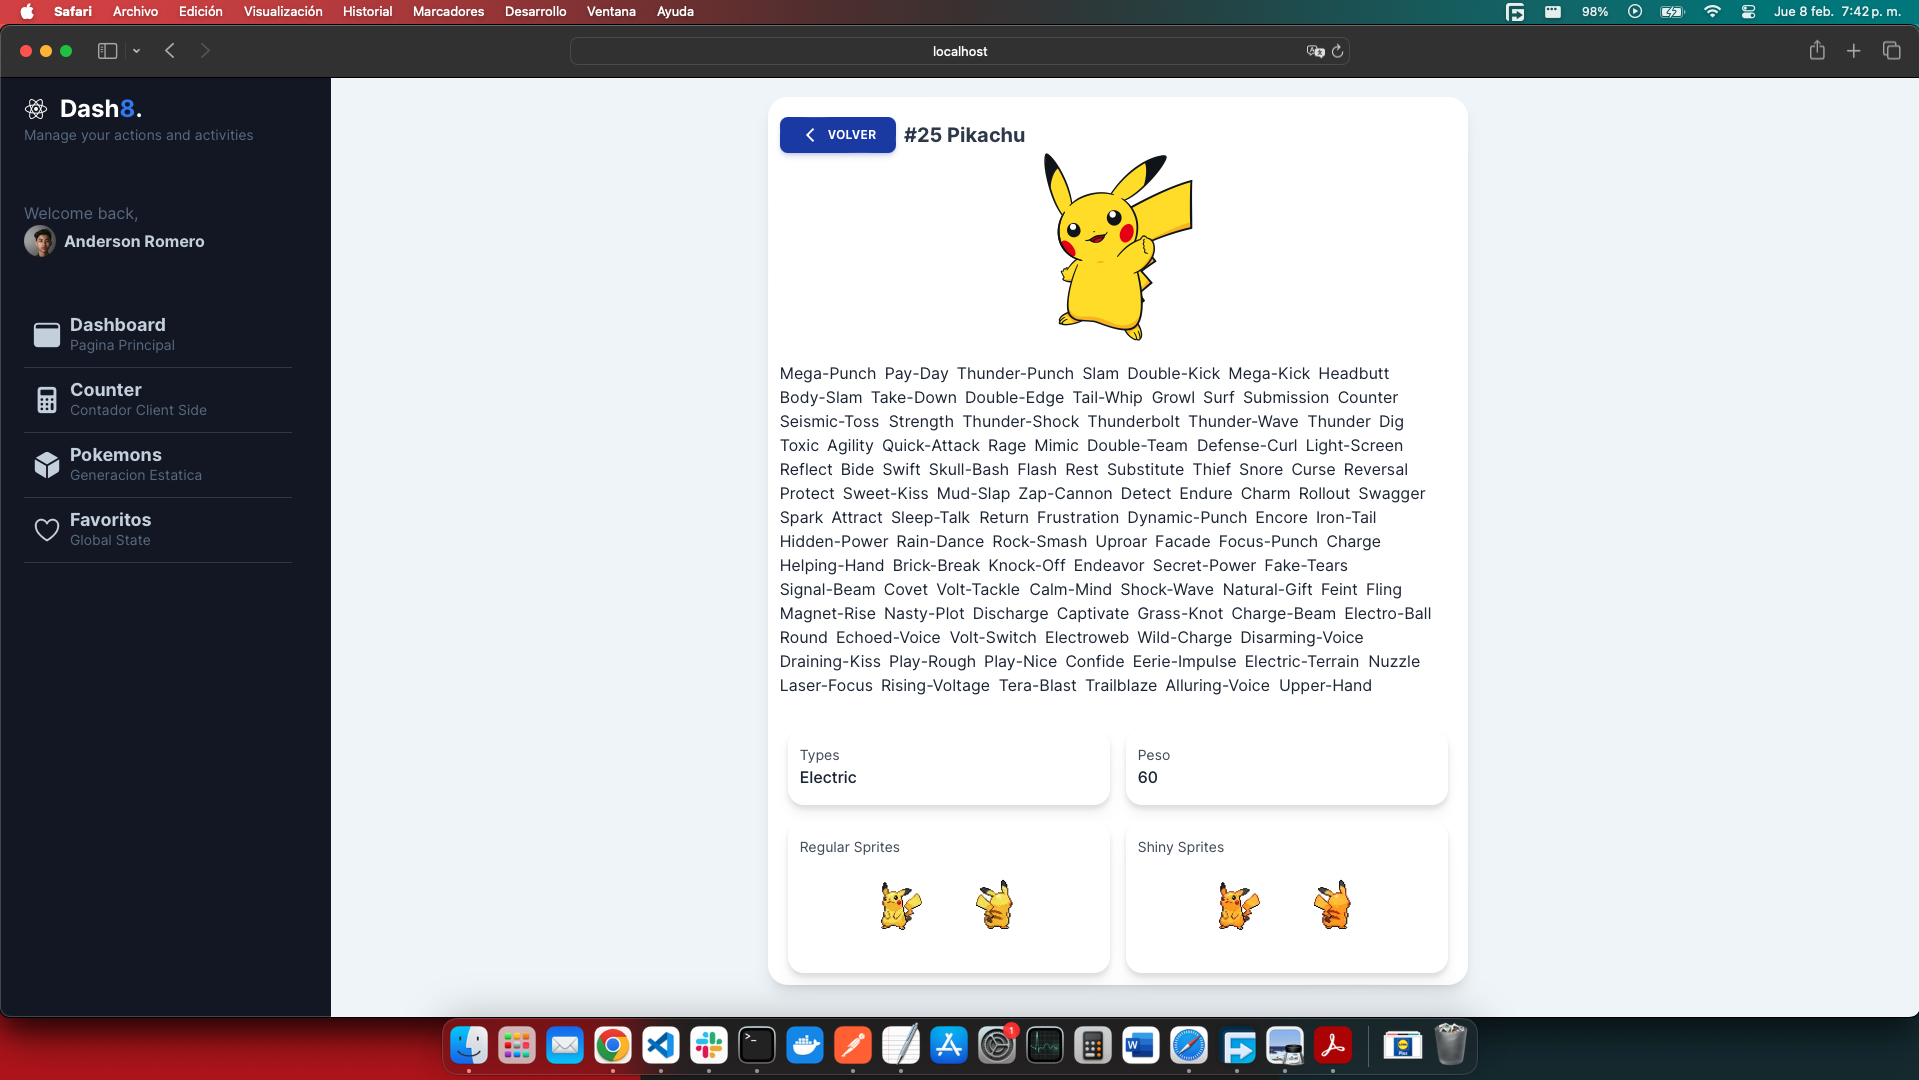 Safari Archivo Edición Visualización Historial Marcadores Desarrollo Ventana Ayuda 98% Jue 8 feb. 7:42 p. m.
localhost
Dash8.
Manage your actions and activities
Welcome back,
Anderson Romero
Dashboard
Pagina Principal
Counter
Contador Client Side
Pokemons
Generacion Estatica
Favoritos
Global State
VOLVER #25 Pikachu
Mega-Punch Pay-Day Thunder-Punch Slam Double-Kick Mega-Kick Headbutt
Body-Slam Take-Down Double-Edge Tail-Whip Growl Surf Submission Counter
Seismic-Toss Strength Thunder-Shock Thunderbolt Thunder-Wave Thunder Dig
Toxic Agility Quick-Attack Rage Mimic Double-Team Defense-Curl Light-Screen
Reflect Bide Swift Skull-Bash Flash Rest Substitute Thief Snore Curse Reversal
Protect Sweet-Kiss Mud-Slap Zap-Cannon Detect Endure Charm Rollout Swagger
Spark Attract Sleep-Talk Return Frustration Dynamic-Punch Encore Iron-Tail
Hidden-Power Rain-Dance Rock-Smash Uproar Facade Focus-Punch Charge
Helping-Hand Brick-Break Knock-Off Endeavor Secret-Power Fake-Tears
Signal-Beam Covet Volt-Tackle Calm-Mind Shock-Wave Natural-Gift Feint Fling
Magnet-Rise Nasty-Plot Discharge Captivate Grass-Knot Charge-Beam Electro-Ball
Round Echoed-Voice Volt-Switch Electroweb Wild-Charge Disarming-Voice
Draining-Kiss Play-Rough Play-Nice Confide Eerie-Impulse Electric-Terrain Nuzzle
Laser-Focus Rising-Voltage Tera-Blast Trailblaze Alluring-Voice Upper-Hand
Types
Electric
Peso
60
Regular Sprites
Shiny Sprites
1